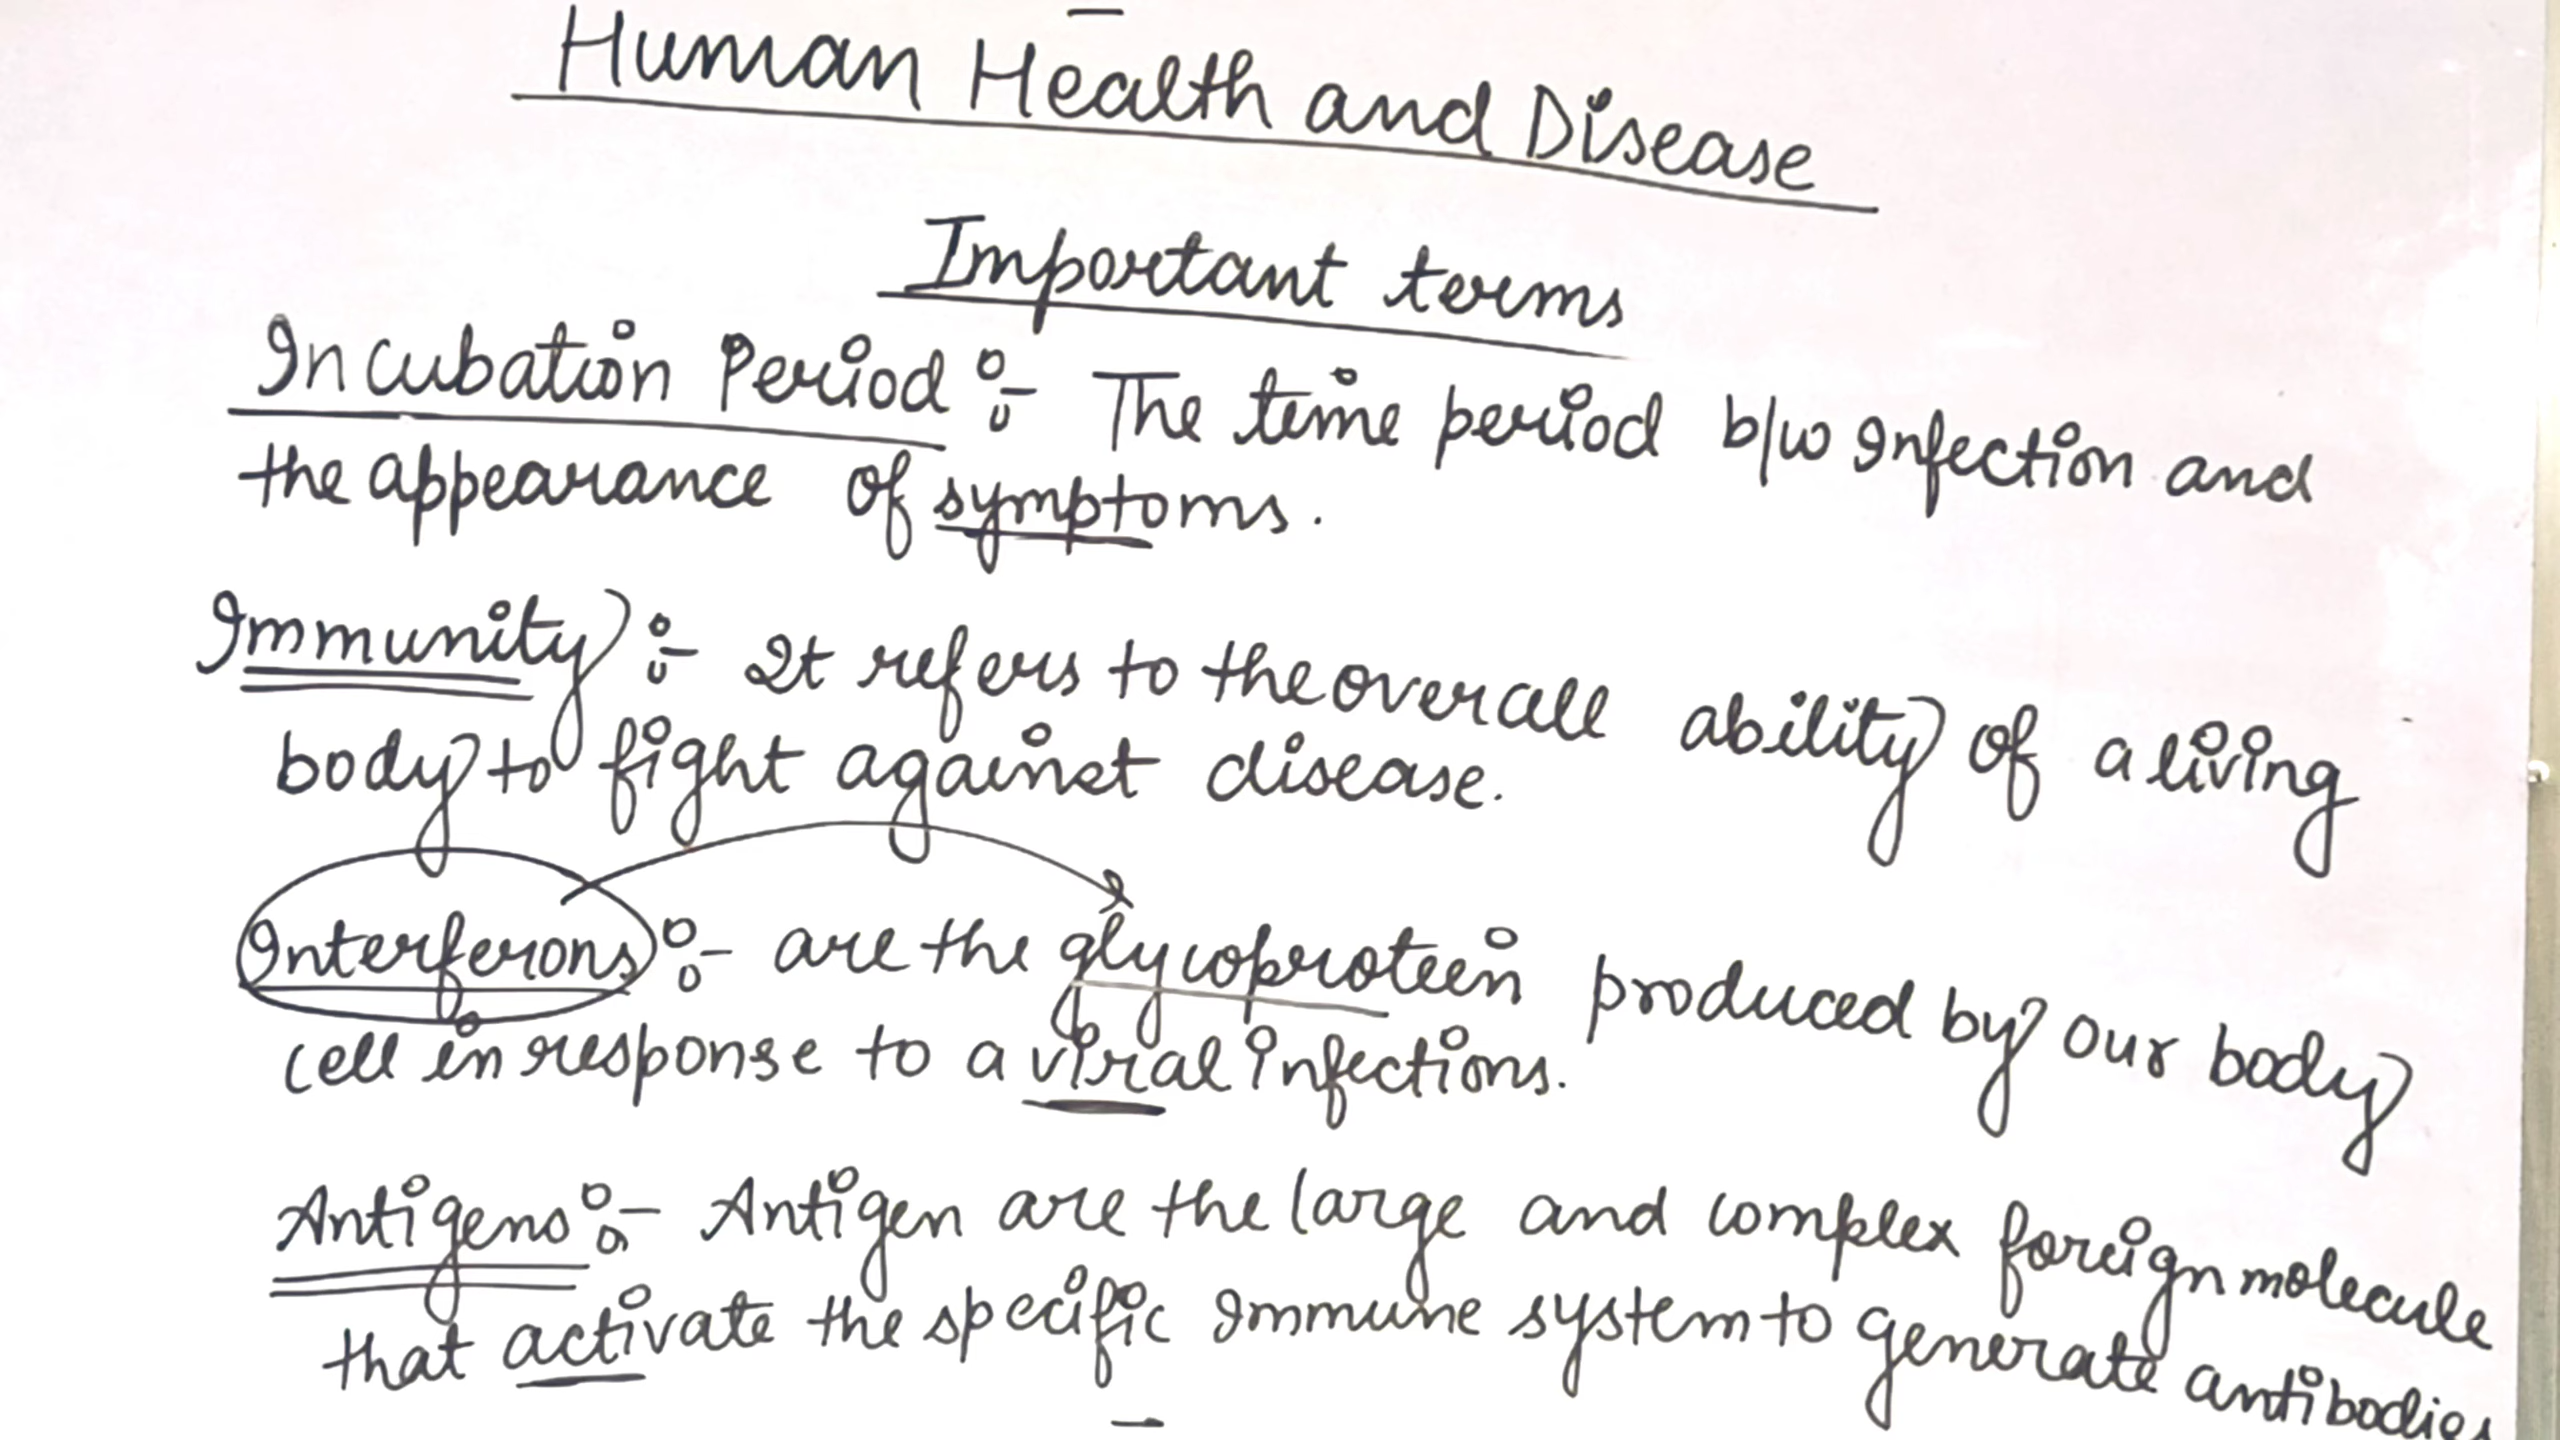 Human Health and Disease
Important terms
Incubation Period :- The time period b/w Infection and
the appearance of symptoms.
Immunity :- It refers to the overall ability of a living
body to fight against disease.
Interferons :- are the glycoprotein produced by our body
cell in response to a viral infections.
Antigens :- Antigen are the large and complex foreign molecule
that activate the specific Immune system to generate antibodies